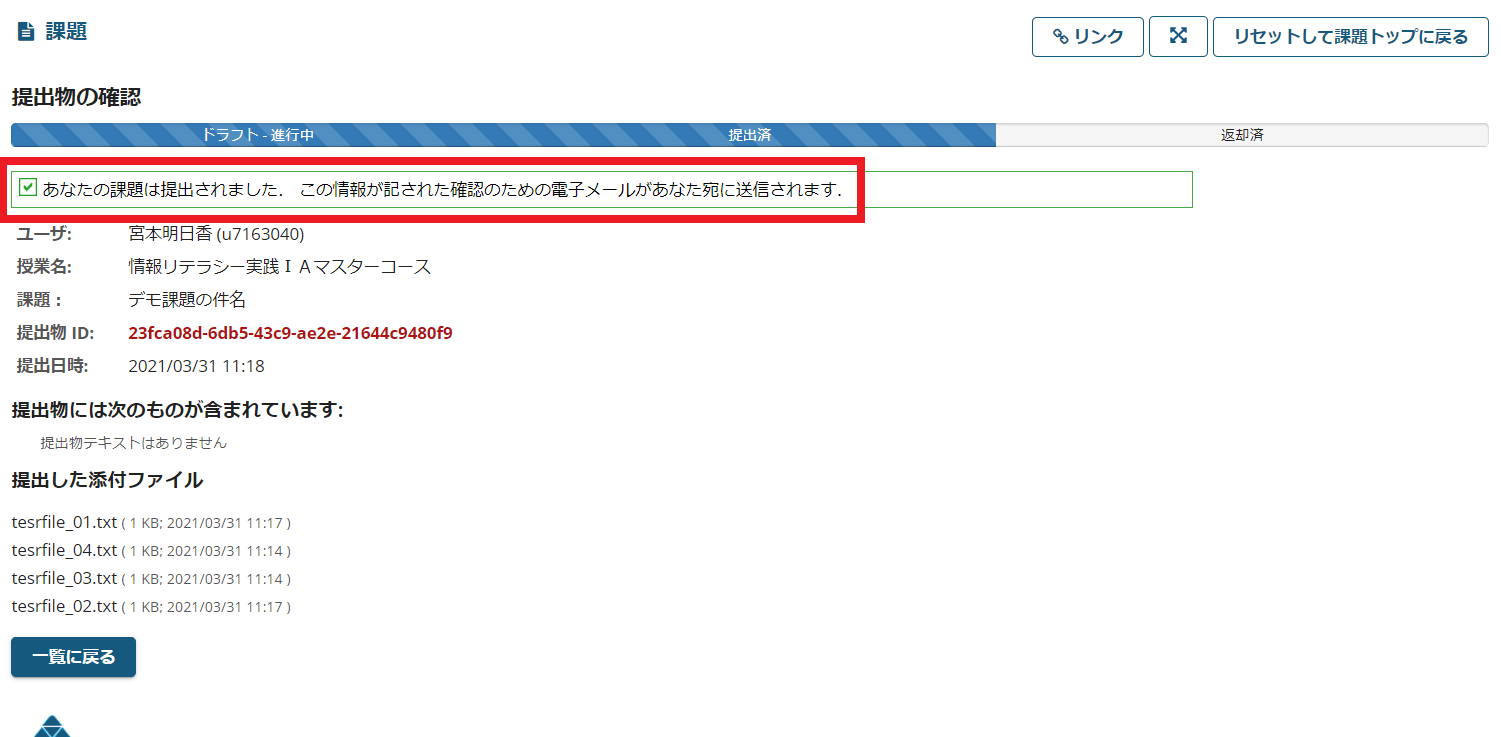 課題
リンク
リセットして課題トップに戻る
提出物の確認
ドラフト - 進行中
提出済
返却済
あなたの課題は提出されました． この情報が記された確認のための電子メールがあなた宛に送信されます．
ユーザ: 宮本明日香 (u7163040)
授業名: 情報リテラシー実践ⅠＡマスターコース
課題： デモ課題の件名
提出物 ID: 23fca08d-6db5-43c9-ae2e-21644c9480f9
提出日時: 2021/03/31 11:18
提出物には次のものが含まれています:
提出物テキストはありません
提出した添付ファイル
tesrfile_01.txt ( 1 KB; 2021/03/31 11:17 )
tesrfile_04.txt ( 1 KB; 2021/03/31 11:14 )
tesrfile_03.txt ( 1 KB; 2021/03/31 11:14 )
tesrfile_02.txt ( 1 KB; 2021/03/31 11:17 )
一覧に戻る